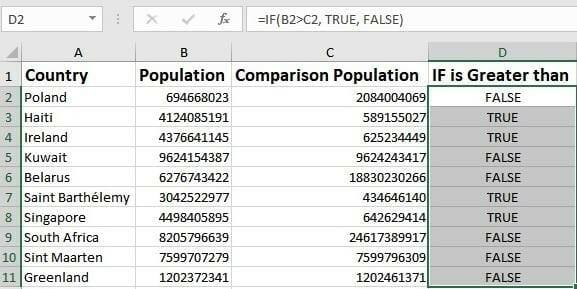 D2 =IF(B2>C2, TRUE, FALSE)
A B C D
1 Country Population Comparison Population IF is Greater than
2 Poland 694668023 2084004069 FALSE
3 Haiti 4124085191 589155027 TRUE
4 Ireland 4376641145 625234449 TRUE
5 Kuwait 9624154387 9624243417 FALSE
6 Belarus 6276743422 18830230266 FALSE
7 Saint Barthélemy 3042522977 434646140 TRUE
8 Singapore 4498405895 642629414 TRUE
9 South Africa 8205796639 24617389917 FALSE
10 Sint Maarten 7599707279 7599796309 FALSE
11 Greenland 1202372341 1202461371 FALSE